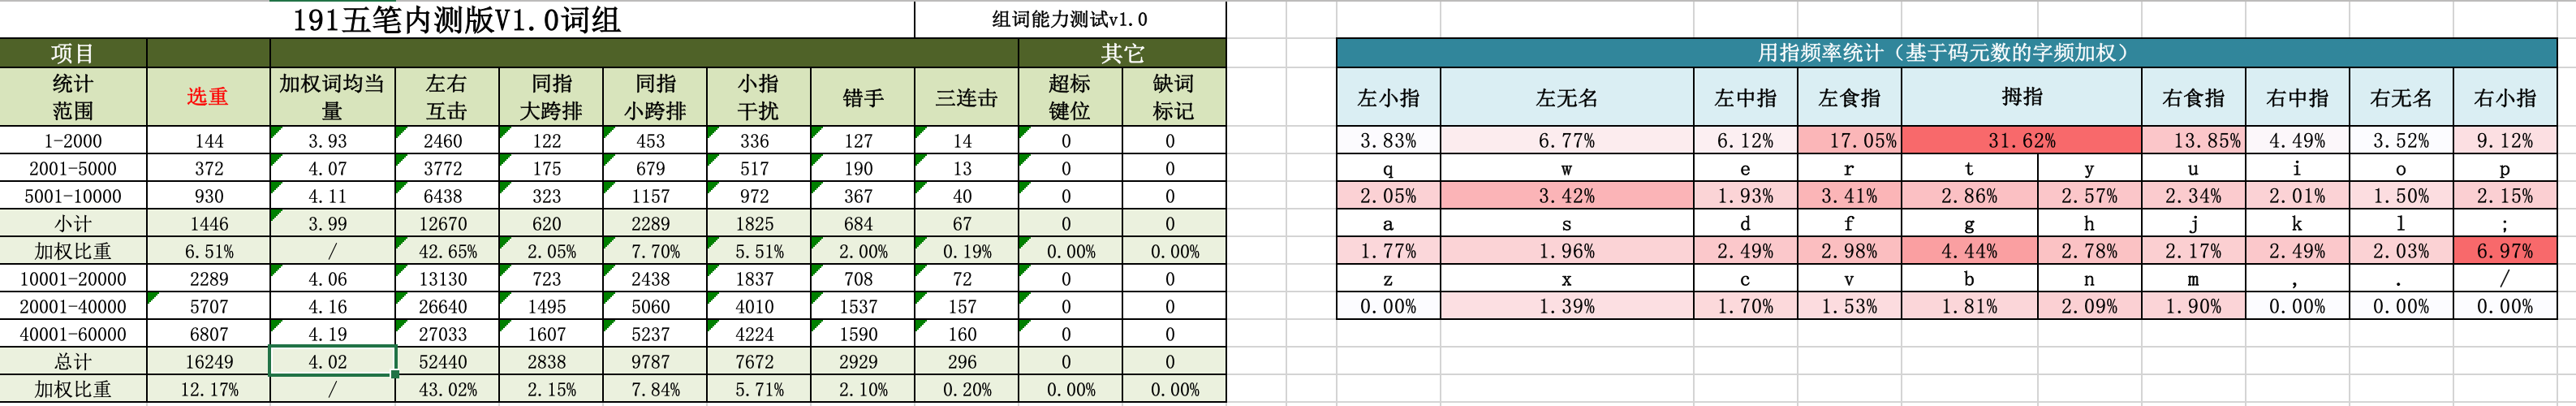 191五笔内测版V1.0词组 组词能力测试v1.0
项目 其它 用指频率统计（基于码元数的字频加权）
统计范围 选重 加权词均当量 左右互击 同指大跨排 同指小跨排 小指干扰 错手 三连击 超标键位 缺词标记 左小指 左无名 左中指 左食指 拇指 右食指 右中指 右无名 右小指
1-2000 144 3.93 2460 122 453 336 127 14 0 0 3.83% 6.77% 6.12% 17.05% 31.62% 13.85% 4.49% 3.52% 9.12%
2001-5000 372 4.07 3772 175 679 517 190 13 0 0 q w e r t y u i o p
5001-10000 930 4.11 6438 323 1157 972 367 40 0 0 2.05% 3.42% 1.93% 3.41% 2.86% 2.57% 2.34% 2.01% 1.50% 2.15%
小计 1446 3.99 12670 620 2289 1825 684 67 0 0 a s d f g h j k l ;
加权比重 6.51% / 42.65% 2.05% 7.70% 5.51% 2.00% 0.19% 0.00% 0.00% 1.77% 1.96% 2.49% 2.98% 4.44% 2.78% 2.17% 2.49% 2.03% 6.97%
10001-20000 2289 4.06 13130 723 2438 1837 708 72 0 0 z x c v b n m , . /
20001-40000 5707 4.16 26640 1495 5060 4010 1537 157 0 0 0.00% 1.39% 1.70% 1.53% 1.81% 2.09% 1.90% 0.00% 0.00% 0.00%
40001-60000 6807 4.19 27033 1607 5237 4224 1590 160 0 0
总计 16249 4.02 52440 2838 9787 7672 2929 296 0 0
加权比重 12.17% / 43.02% 2.15% 7.84% 5.71% 2.10% 0.20% 0.00% 0.00%